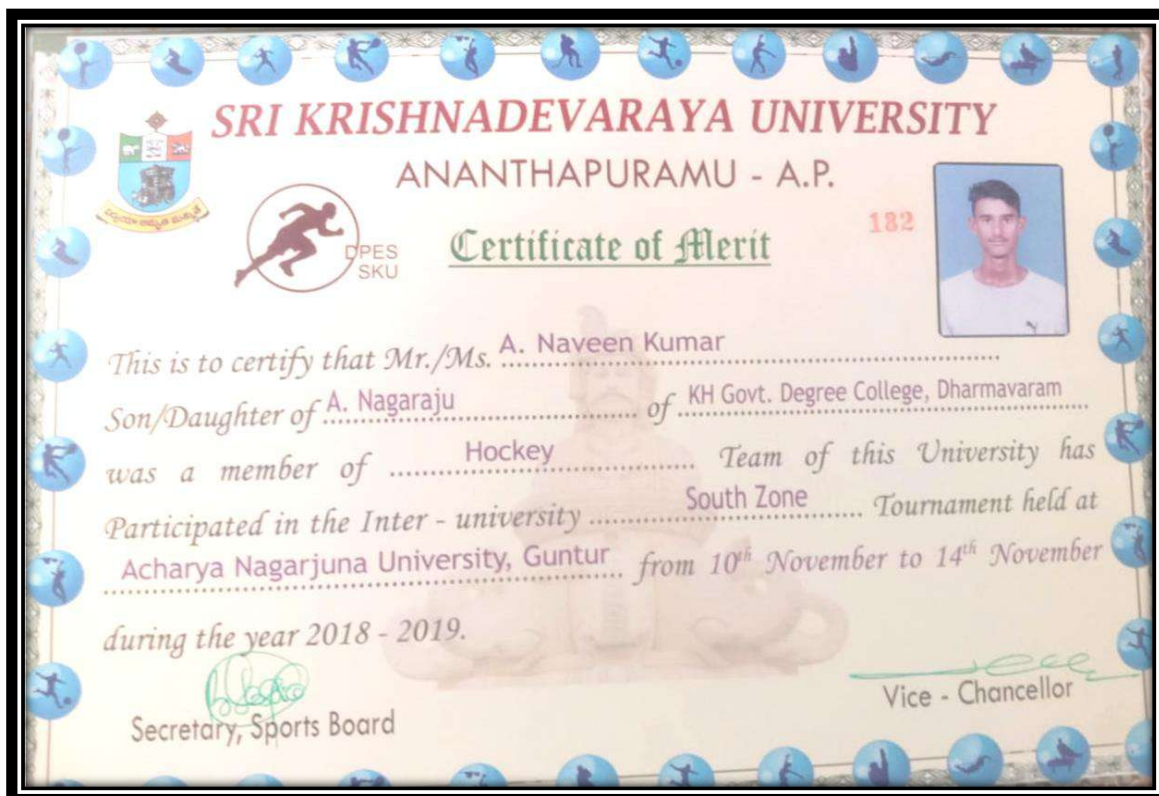 SRI KRISHNADEVARAYA UNIVERSITY
ANANTHAPURAMU - A.P.
182
DPES
SKU
Certificate of Merit
This is to certify that Mr./Ms. A. Naveen Kumar
Son/Daughter of A. Nagaraju of KH Govt. Degree College, Dharmavaram
was a member of Hockey Team of this University has
Participated in the Inter - university South Zone Tournament held at
Acharya Nagarjuna University, Guntur from 10th November to 14th November
during the year 2018 - 2019.
Secretary, Sports Board
Vice - Chancellor